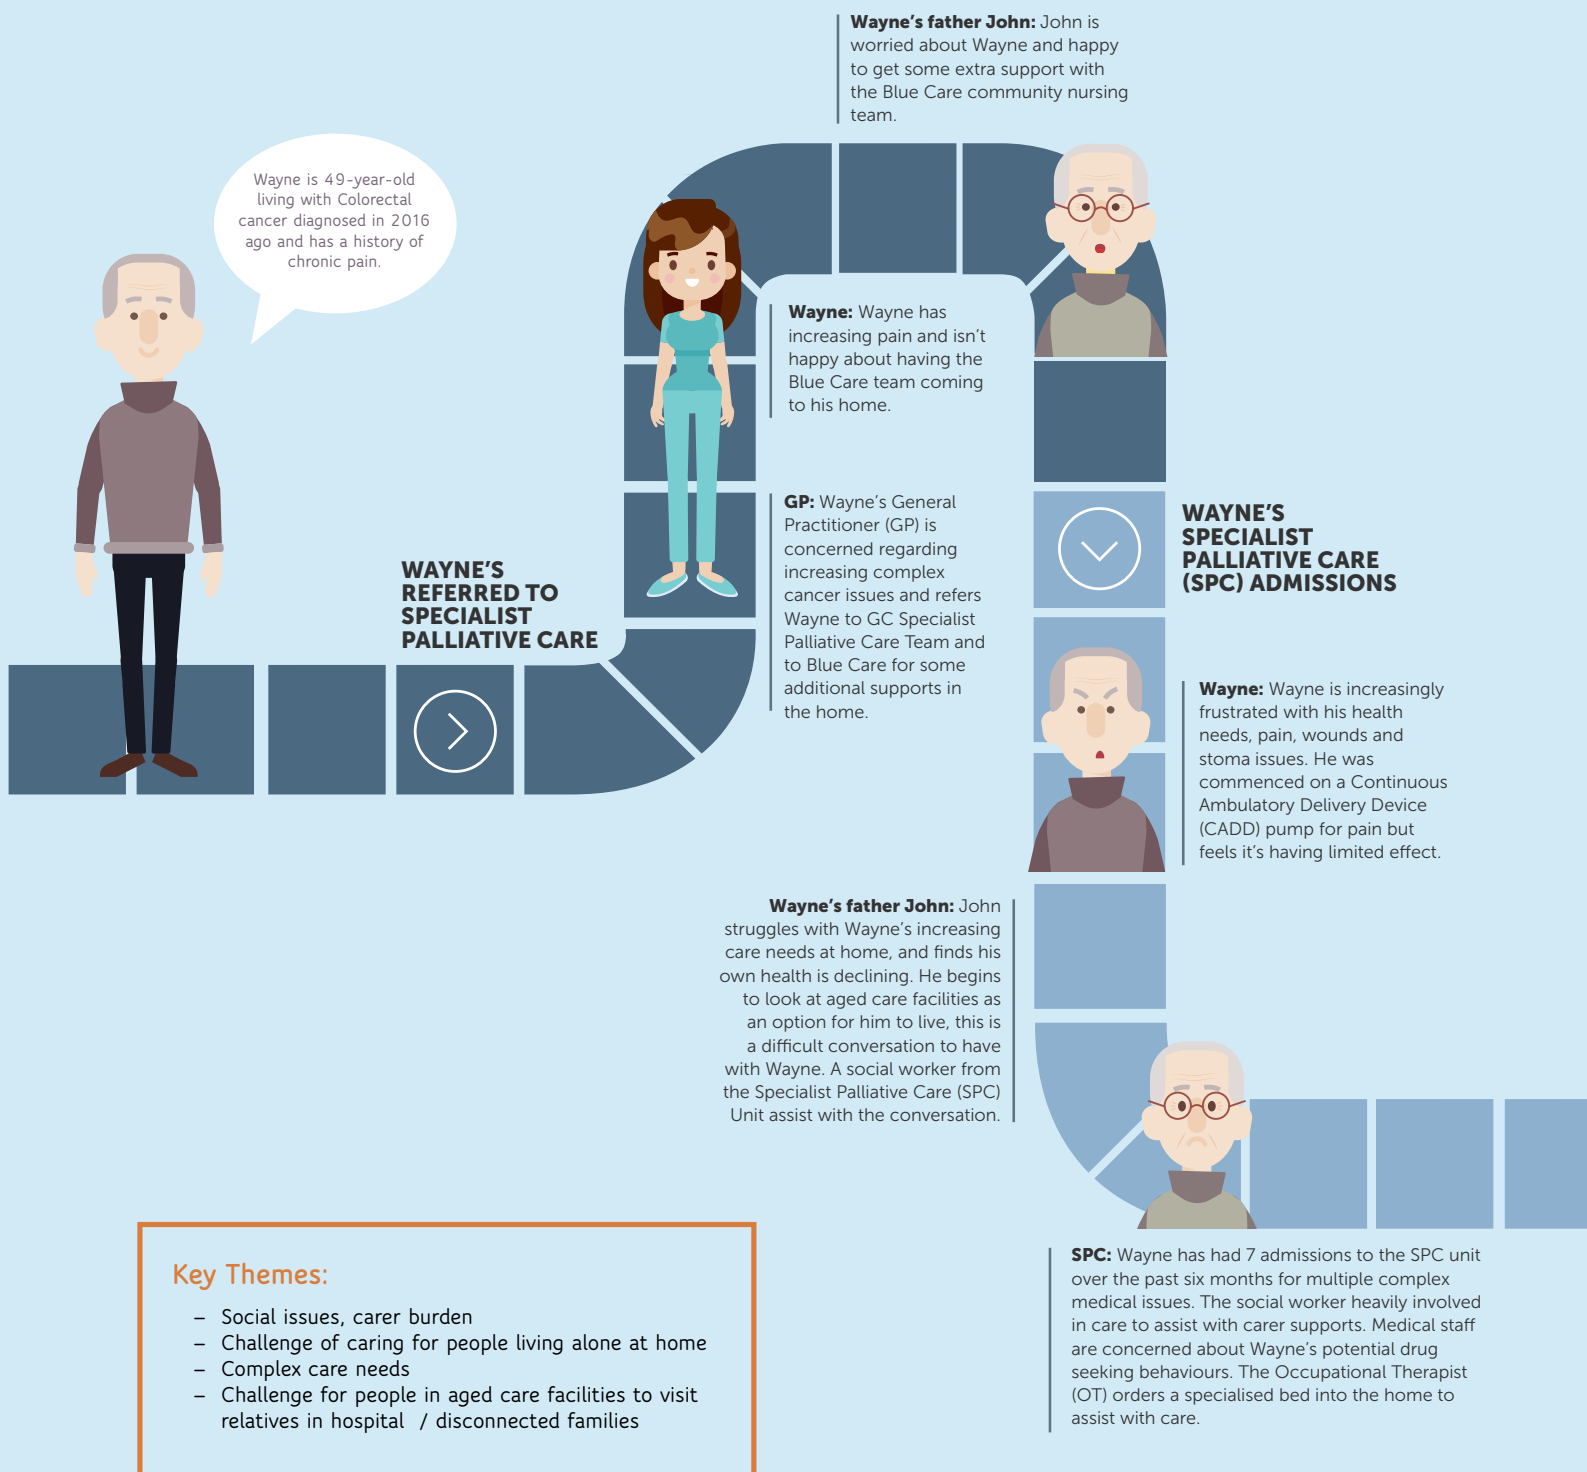 Wayne is 49-year-old
living with Colorectal
cancer diagnosed in 2016
ago and has a history of
chronic pain.
WAYNE'S
REFERRED TO
SPECIALIST
PALLIATIVE CARE
GP: Wayne's General
Practitioner (GP) is
concerned regarding
increasing complex
cancer issues and refers
Wayne to GC Specialist
Palliative Care Team and
to Blue Care for some
additional supports in
the home.
Wayne: Wayne has
increasing pain and isn't
happy about having the
Blue Care team coming
to his home.
Wayne's father John: John is
worried about Wayne and happy
to get some extra support with
the Blue Care community nursing
team.
WAYNE'S
SPECIALIST
PALLIATIVE CARE
(SPC) ADMISSIONS
Wayne: Wayne is increasingly
frustrated with his health
needs, pain, wounds and
stoma issues. He was
commenced on a Continuous
Ambulatory Delivery Device
(CADD) pump for pain but
feels it's having limited effect.
Wayne's father John: John
struggles with Wayne's increasing
care needs at home, and finds his
own health is declining. He begins
to look at aged care facilities as
an option for him to live, this is
a difficult conversation to have
with Wayne. A social worker from
the Specialist Palliative Care (SPC)
Unit assist with the conversation.
SPC: Wayne has had 7 admissions to the SPC unit
over the past six months for multiple complex
medical issues. The social worker heavily involved
in care to assist with carer supports. Medical staff
are concerned about Wayne's potential drug
seeking behaviours. The Occupational Therapist
(OT) orders a specialised bed into the home to
assist with care.
Key Themes:
– Social issues, carer burden
– Challenge of caring for people living alone at home
– Complex care needs
– Challenge for people in aged care facilities to visit
relatives in hospital / disconnected families